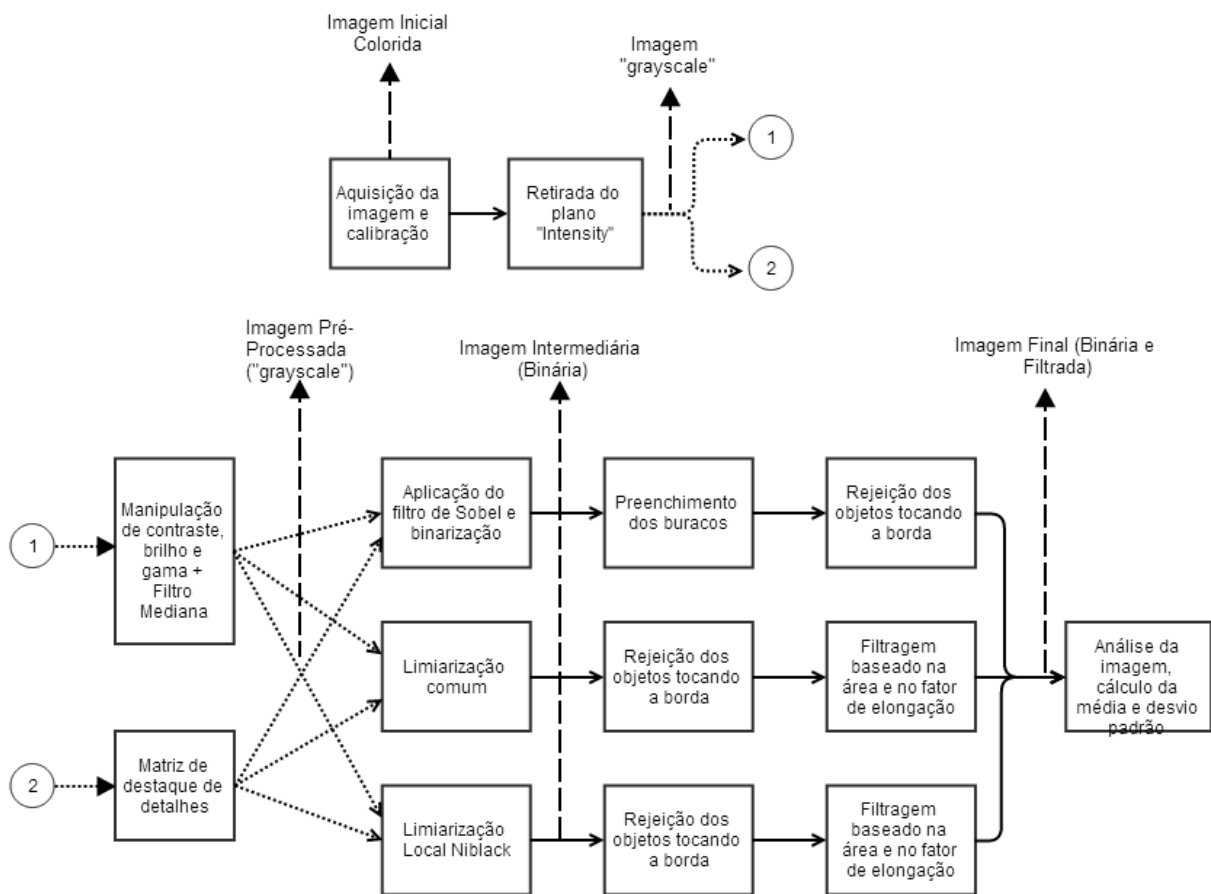 Imagem Inicial
Colorida
Imagem
"grayscale"
1
Aquisição da
imagem e
calibração
Retirada do
plano
"Intensity"
2
Imagem Pré-
Processada
("grayscale")
Imagem Intermediária
(Binária)
Imagem Final (Binária e
Filtrada)
1
Manipulação
de contraste,
brilho e
gama +
Filtro
Mediana
Aplicação do
filtro de Sobel e
binarização
Preenchimento
dos buracos
Rejeição dos
objetos tocando
a borda
Limiarização
comum
Rejeição dos
objetos tocando
a borda
Filtragem
baseado na
área e no fator
de elongação
Análise da
imagem,
cálculo da
média e desvio
padrão
2
Matriz de
destaque de
detalhes
Limiarização
Local Niblack
Rejeição dos
objetos tocando
a borda
Filtragem
baseado na
área e no fator
de elongação